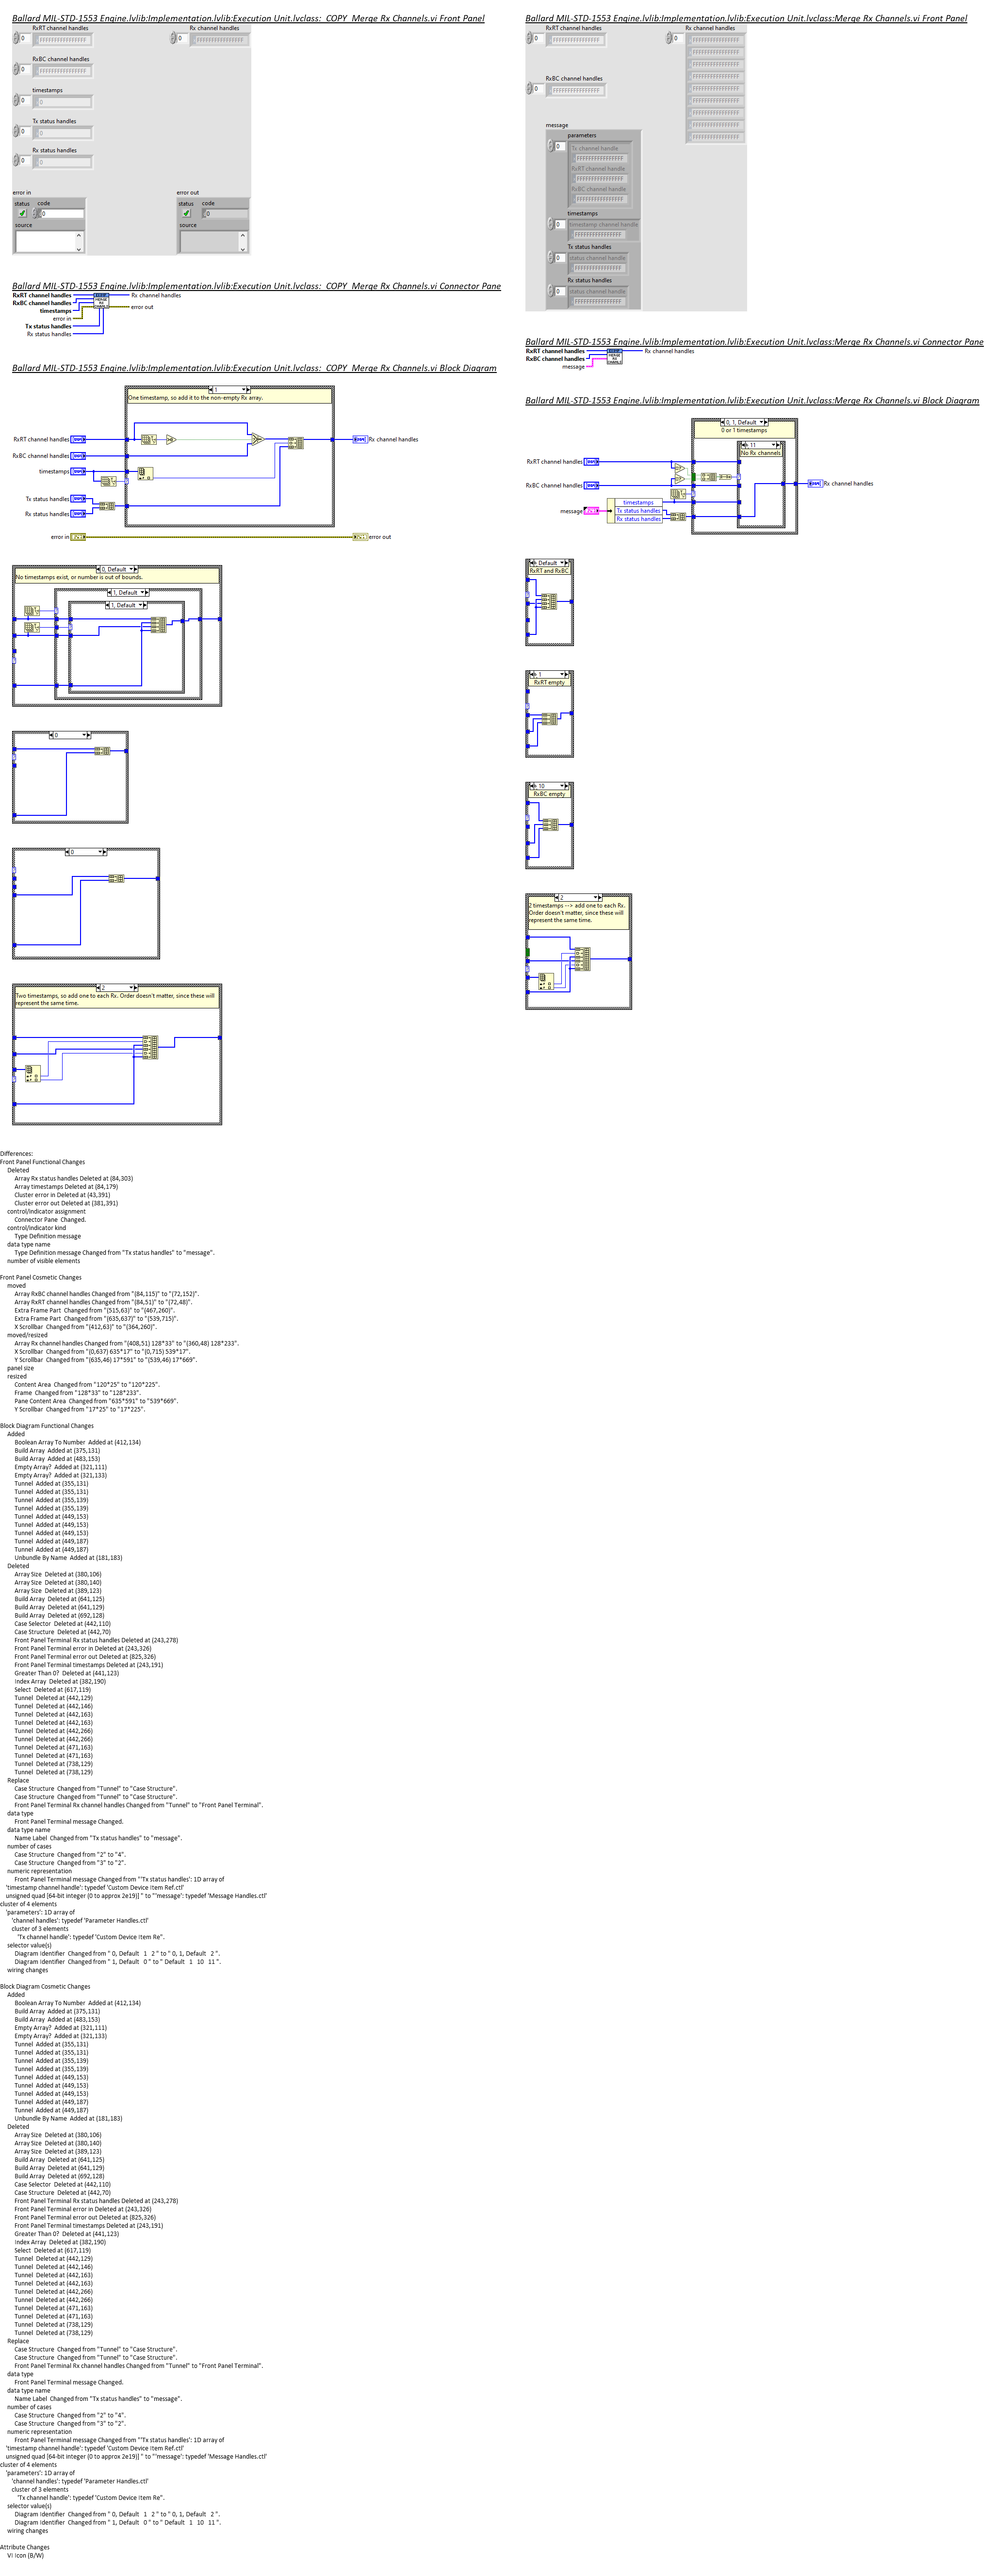 Ballard MIL-STD-1553 Engine.lvlib:Implementation.lvlib:Execution Unit.lvclass:_COPY_Merge Rx Channels.vi Front Panel
RxRT channel handles
Rx channel handles
0
FFFFFFFFFFFFFFFF
0
FFFFFFFFFFFFFFFF
RxBC channel handles
0
FFFFFFFFFFFFFFFF
timestamps
0
0
Tx status handles
0
0
Rx status handles
0
0
error in
error out
status code
status code
0
0
source
source
Ballard MIL-STD-1553 Engine.lvlib:Implementation.lvlib:Execution Unit.lvclass:_COPY_Merge Rx Channels.vi Connector Pane
RxRT channel handles
Rx channel handles
RxBC channel handles
timestamps
error out
error in
Tx status handles
Rx status handles
Ballard MIL-STD-1553 Engine.lvlib:Implementation.lvlib:Execution Unit.lvclass:_COPY_Merge Rx Channels.vi Block Diagram
1
One timestamp, so add it to the non-empty Rx array.
RxRT channel handles
Rx channel handles
RxBC channel handles
timestamps
Tx status handles
Rx status handles
error in
error out
0, Default
No timestamps exist, or number is out of bounds.
1, Default
1, Default
0
0
2
Two timestamps, so add one to each Rx. Order doesn't matter, since these will
represent the same time.
Ballard MIL-STD-1553 Engine.lvlib:Implementation.lvlib:Execution Unit.lvclass:Merge Rx Channels.vi Front Panel
RxRT channel handles
Rx channel handles
0
FFFFFFFFFFFFFFFF
0
FFFFFFFFFFFFFFFF
FFFFFFFFFFFFFFFF
FFFFFFFFFFFFFFFF
FFFFFFFFFFFFFFFF
FFFFFFFFFFFFFFFF
FFFFFFFFFFFFFFFF
FFFFFFFFFFFFFFFF
FFFFFFFFFFFFFFFF
FFFFFFFFFFFFFFFF
RxBC channel handles
0
FFFFFFFFFFFFFFFF
message
parameters
0
Tx channel handle
FFFFFFFFFFFFFFFF
RxRT channel handle
FFFFFFFFFFFFFFFF
RxBC channel handle
FFFFFFFFFFFFFFFF
timestamps
0
timestamp channel handle
FFFFFFFFFFFFFFFF
Tx status handles
0
status channel handle
FFFFFFFFFFFFFFFF
Rx status handles
0
status channel handle
FFFFFFFFFFFFFFFF
Ballard MIL-STD-1553 Engine.lvlib:Implementation.lvlib:Execution Unit.lvclass:Merge Rx Channels.vi Connector Pane
RxRT channel handles
Rx channel handles
RxBC channel handles
message
Ballard MIL-STD-1553 Engine.lvlib:Implementation.lvlib:Execution Unit.lvclass:Merge Rx Channels.vi Block Diagram
0, 1, Default
0 or 1 timestamps
11
No Rx channels
RxRT channel handles
RxBC channel handles
Rx channel handles
message
timestamps
Tx status handles
Rx status handles
Default
RxRT and RxBC
1
RxRT empty
10
RxBC empty
2
2 timestamps --> add one to each Rx.
Order doesn't matter, since these will
represent the same time.
Differences:
Front Panel Functional Changes
Deleted
Array Rx status handles Deleted at (84,303)
Array timestamps Deleted at (84,179)
Cluster error in Deleted at (43,391)
Cluster error out Deleted at (381,391)
control/indicator assignment
Connector Pane  Changed.
control/indicator kind
Type Definition message
data type name
Type Definition message Changed from "Tx status handles" to "message".
number of visible elements
Front Panel Cosmetic Changes
moved
Array RxBC channel handles Changed from "(84,115)" to "(72,152)".
Array RxRT channel handles Changed from "(84,51)" to "(72,48)".
Extra Frame Part  Changed from "(515,63)" to "(467,260)".
Extra Frame Part  Changed from "(635,637)" to "(539,715)".
X Scrollbar  Changed from "(412,63)" to "(364,260)".
moved/resized
Array Rx channel handles Changed from "(408,51) 128*33" to "(360,48) 128*233".
X Scrollbar  Changed from "(0,637) 635*17" to "(0,715) 539*17".
Y Scrollbar  Changed from "(635,46) 17*591" to "(539,46) 17*669".
panel size
resized
Content Area  Changed from "120*25" to "120*225".
Frame  Changed from "128*33" to "128*233".
Pane Content Area  Changed from "635*591" to "539*669".
Y Scrollbar  Changed from "17*25" to "17*225".
Block Diagram Functional Changes
Added
Boolean Array To Number  Added at (412,134)
Build Array  Added at (375,131)
Build Array  Added at (483,153)
Empty Array?  Added at (321,111)
Empty Array?  Added at (321,133)
Tunnel  Added at (355,131)
Tunnel  Added at (355,131)
Tunnel  Added at (355,139)
Tunnel  Added at (355,139)
Tunnel  Added at (449,153)
Tunnel  Added at (449,153)
Tunnel  Added at (449,153)
Tunnel  Added at (449,187)
Tunnel  Added at (449,187)
Unbundle By Name  Added at (181,183)
Deleted
Array Size  Deleted at (380,106)
Array Size  Deleted at (380,140)
Array Size  Deleted at (389,123)
Build Array  Deleted at (641,125)
Build Array  Deleted at (641,129)
Build Array  Deleted at (692,128)
Case Selector  Deleted at (442,110)
Case Structure  Deleted at (442,70)
Front Panel Terminal Rx status handles Deleted at (243,278)
Front Panel Terminal error in Deleted at (243,326)
Front Panel Terminal error out Deleted at (825,326)
Front Panel Terminal timestamps Deleted at (243,191)
Greater Than 0?  Deleted at (441,123)
Index Array  Deleted at (382,190)
Select  Deleted at (617,119)
Tunnel  Deleted at (442,129)
Tunnel  Deleted at (442,146)
Tunnel  Deleted at (442,163)
Tunnel  Deleted at (442,163)
Tunnel  Deleted at (442,266)
Tunnel  Deleted at (442,266)
Tunnel  Deleted at (471,163)
Tunnel  Deleted at (471,163)
Tunnel  Deleted at (738,129)
Tunnel  Deleted at (738,129)
Replace
Case Structure  Changed from "Tunnel" to "Case Structure".
Case Structure  Changed from "Tunnel" to "Case Structure".
Front Panel Terminal Rx channel handles Changed from "Tunnel" to "Front Panel Terminal".
data type
Front Panel Terminal message Changed.
data type name
Name Label  Changed from "Tx status handles" to "message".
number of cases
Case Structure  Changed from "2" to "4".
Case Structure  Changed from "3" to "2".
numeric representation
Front Panel Terminal message Changed from "'Tx status handles': 1D array of
'timestamp channel handle': typedef 'Custom Device Item Ref.ctl'
unsigned quad [64-bit integer (0 to approx 2e19)] " to "'message': typedef 'Message Handles.ctl'
cluster of 4 elements
'parameters': 1D array of
'channel handles': typedef 'Parameter Handles.ctl'
cluster of 3 elements
'Tx channel handle': typedef 'Custom Device Item Re".
selector value(s)
Diagram Identifier  Changed from " 0, Default   1   2 " to " 0, 1, Default   2 ".
Diagram Identifier  Changed from " 1, Default   0 " to " Default   1   10   11 ".
wiring changes
Block Diagram Cosmetic Changes
Added
Boolean Array To Number  Added at (412,134)
Build Array  Added at (375,131)
Build Array  Added at (483,153)
Empty Array?  Added at (321,111)
Empty Array?  Added at (321,133)
Tunnel  Added at (355,131)
Tunnel  Added at (355,131)
Tunnel  Added at (355,139)
Tunnel  Added at (355,139)
Tunnel  Added at (449,153)
Tunnel  Added at (449,153)
Tunnel  Added at (449,153)
Tunnel  Added at (449,187)
Tunnel  Added at (449,187)
Unbundle By Name  Added at (181,183)
Deleted
Array Size  Deleted at (380,106)
Array Size  Deleted at (380,140)
Array Size  Deleted at (389,123)
Build Array  Deleted at (641,125)
Build Array  Deleted at (641,129)
Build Array  Deleted at (692,128)
Case Selector  Deleted at (442,110)
Case Structure  Deleted at (442,70)
Front Panel Terminal Rx status handles Deleted at (243,278)
Front Panel Terminal error in Deleted at (243,326)
Front Panel Terminal error out Deleted at (825,326)
Front Panel Terminal timestamps Deleted at (243,191)
Greater Than 0?  Deleted at (441,123)
Index Array  Deleted at (382,190)
Select  Deleted at (617,119)
Tunnel  Deleted at (442,129)
Tunnel  Deleted at (442,146)
Tunnel  Deleted at (442,163)
Tunnel  Deleted at (442,163)
Tunnel  Deleted at (442,266)
Tunnel  Deleted at (442,266)
Tunnel  Deleted at (471,163)
Tunnel  Deleted at (471,163)
Tunnel  Deleted at (738,129)
Tunnel  Deleted at (738,129)
Replace
Case Structure  Changed from "Tunnel" to "Case Structure".
Case Structure  Changed from "Tunnel" to "Case Structure".
Front Panel Terminal Rx channel handles Changed from "Tunnel" to "Front Panel Terminal".
data type
Front Panel Terminal message Changed.
data type name
Name Label  Changed from "Tx status handles" to "message".
number of cases
Case Structure  Changed from "2" to "4".
Case Structure  Changed from "3" to "2".
numeric representation
Front Panel Terminal message Changed from "'Tx status handles': 1D array of
'timestamp channel handle': typedef 'Custom Device Item Ref.ctl'
unsigned quad [64-bit integer (0 to approx 2e19)] " to "'message': typedef 'Message Handles.ctl'
cluster of 4 elements
'parameters': 1D array of
'channel handles': typedef 'Parameter Handles.ctl'
cluster of 3 elements
'Tx channel handle': typedef 'Custom Device Item Re".
selector value(s)
Diagram Identifier  Changed from " 0, Default   1   2 " to " 0, 1, Default   2 ".
Diagram Identifier  Changed from " 1, Default   0 " to " Default   1   10   11 ".
wiring changes
Attribute Changes
VI Icon (B/W)